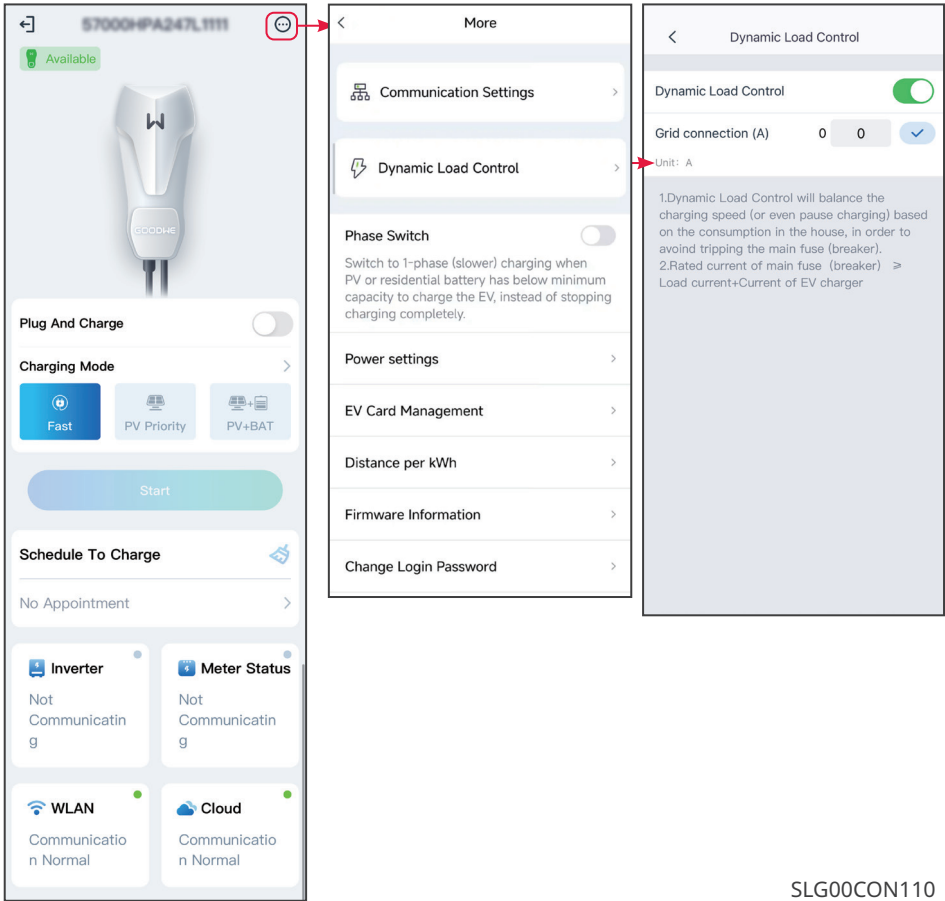 Available
GOODWE
Plug And Charge
Charging Mode
Fast
PV Priority
PV+BAT
Start
Schedule To Charge
No Appointment
Inverter
Not
Communicatin
g
Meter Status
Not
Communicatin
g
WLAN
Communicatio
n Normal
Cloud
Communicatio
n Normal
More
Communication Settings
Dynamic Load Control
Phase Switch
Switch to 1-phase (slower) charging when
PV or residential battery has below minimum
capacity to charge the EV, instead of stopping
charging completely.
Power settings
EV Card Management
Distance per kWh
Firmware Information
Change Login Password
Dynamic Load Control
Dynamic Load Control
Grid connection (A) 0 0
Unit: A
1.Dynamic Load Control will balance the
charging speed (or even pause charging) based
on the consumption in the house, in order to
avoind tripping the main fuse (breaker).
2.Rated current of main fuse (breaker) ≥
Load current+Current of EV charger
SLG00CON110